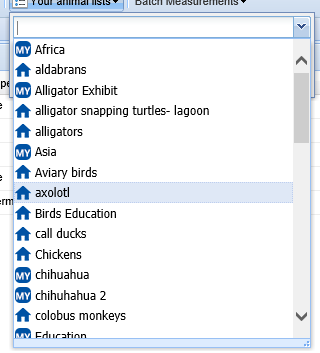 Your animal lists Batch Measurements
MY Africa
aldabrans
MY Alligator Exhibit
alligator snapping turtles- lagoon
alligators
MY Asia
Aviary birds
axolotl
Birds Education
call ducks
Chickens
MY chihuahua
MY chihuhahua 2
colobus monkeys
MY Education